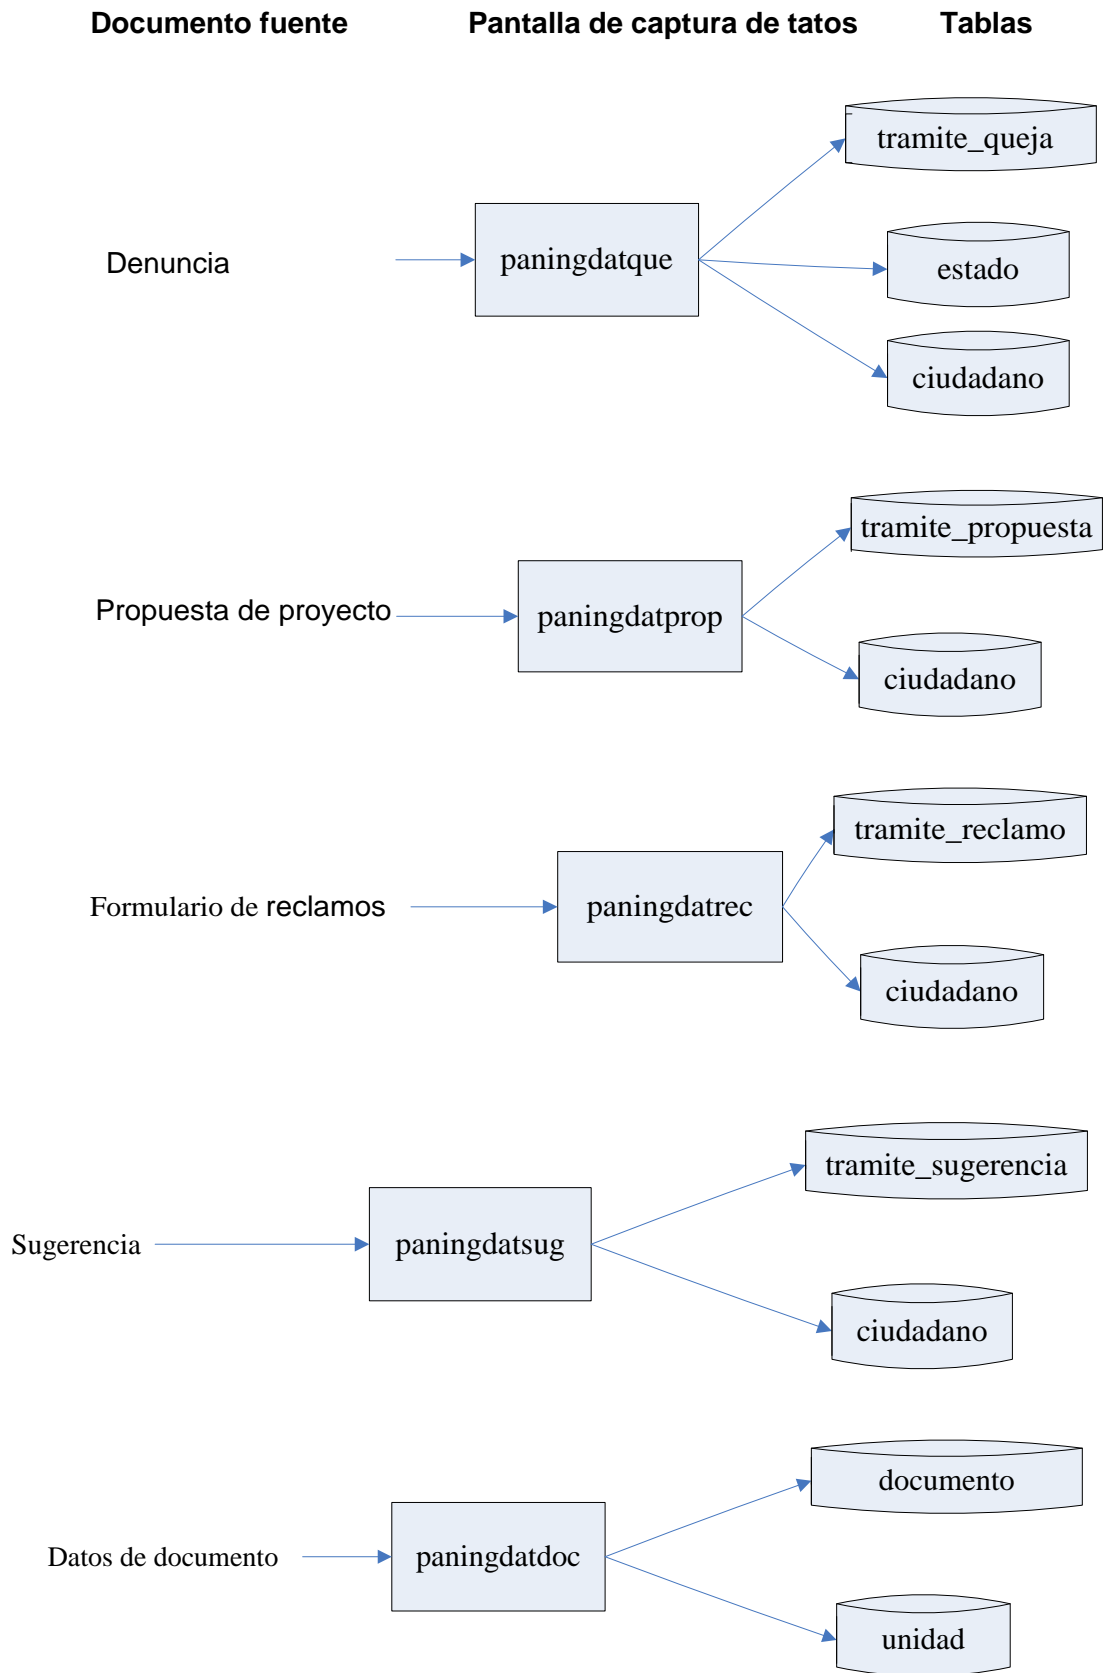 Documento fuente
Pantalla de captura de tatos
Tablas
tramite_queja
Denuncia
paningdatque
estado
ciudadano
tramite_propuesta
Propuesta de proyecto
paningdatprop
ciudadano
tramite_reclamo
Formulario de reclamos
paningdatrec
ciudadano
tramite_sugerencia
Sugerencia
paningdatsug
ciudadano
documento
Datos de documento
paningdatdoc
unidad